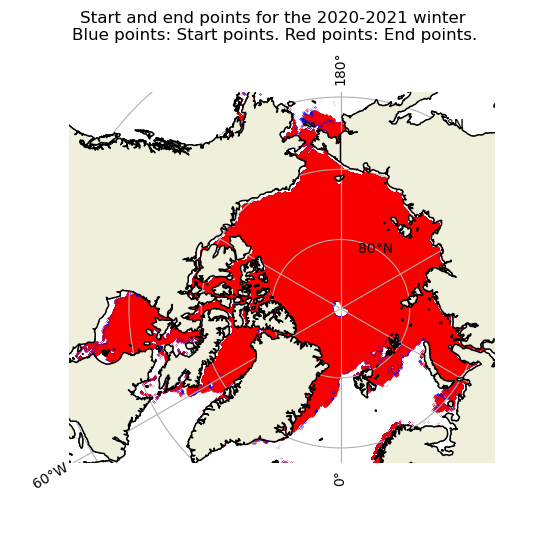 Start and end points for the 2020-2021 winter
Blue points: Start points. Red points: End points.
180°
80°N
60°W
0°